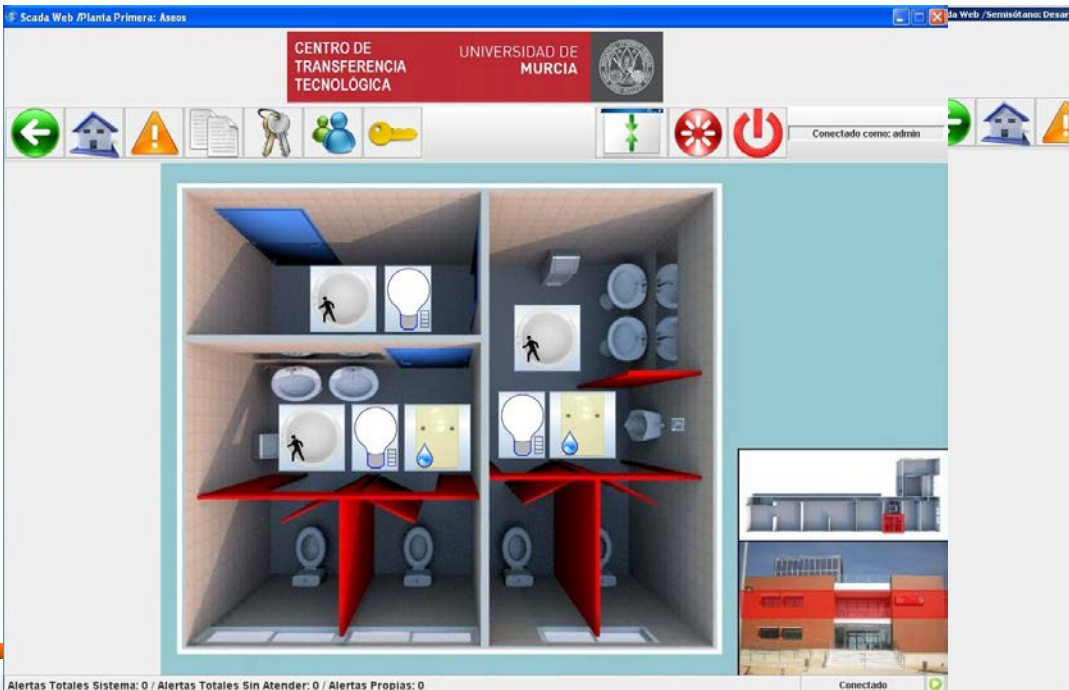 Scada Web /Planta Primera: Aseos
da Web /Semisótano: Desar
CENTRO DE
TRANSFERENCIA
TECNOLÓGICA
UNIVERSIDAD DE
MURCIA
Conectado como: admin
Alertas Totales Sistema: 0 / Alertas Totales Sin Atender: 0 / Alertas Propias: 0
Conectado